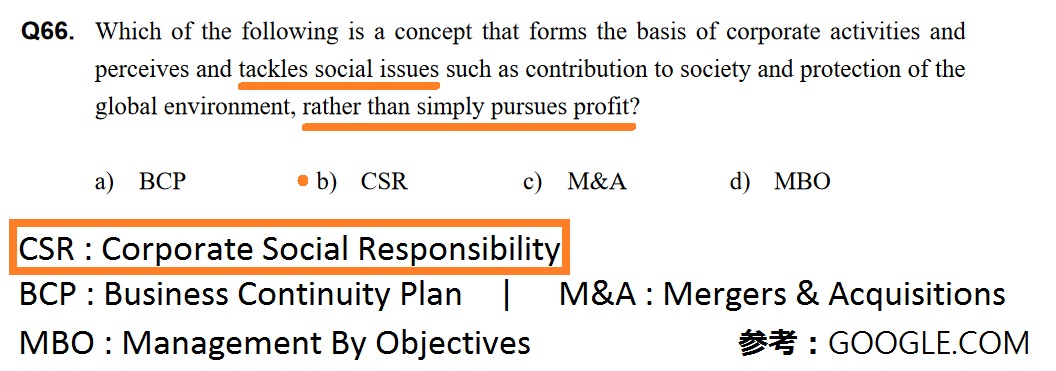 Q66. Which of the following is a concept that forms the basis of corporate activities and
perceives and tackles social issues such as contribution to society and protection of the
global environment, rather than simply pursues profit?
a) BCP b) CSR c) M&A d) MBO
CSR : Corporate Social Responsibility
BCP : Business Continuity Plan | M&A : Mergers & Acquisitions
MBO : Management By Objectives 参考：GOOGLE.COM